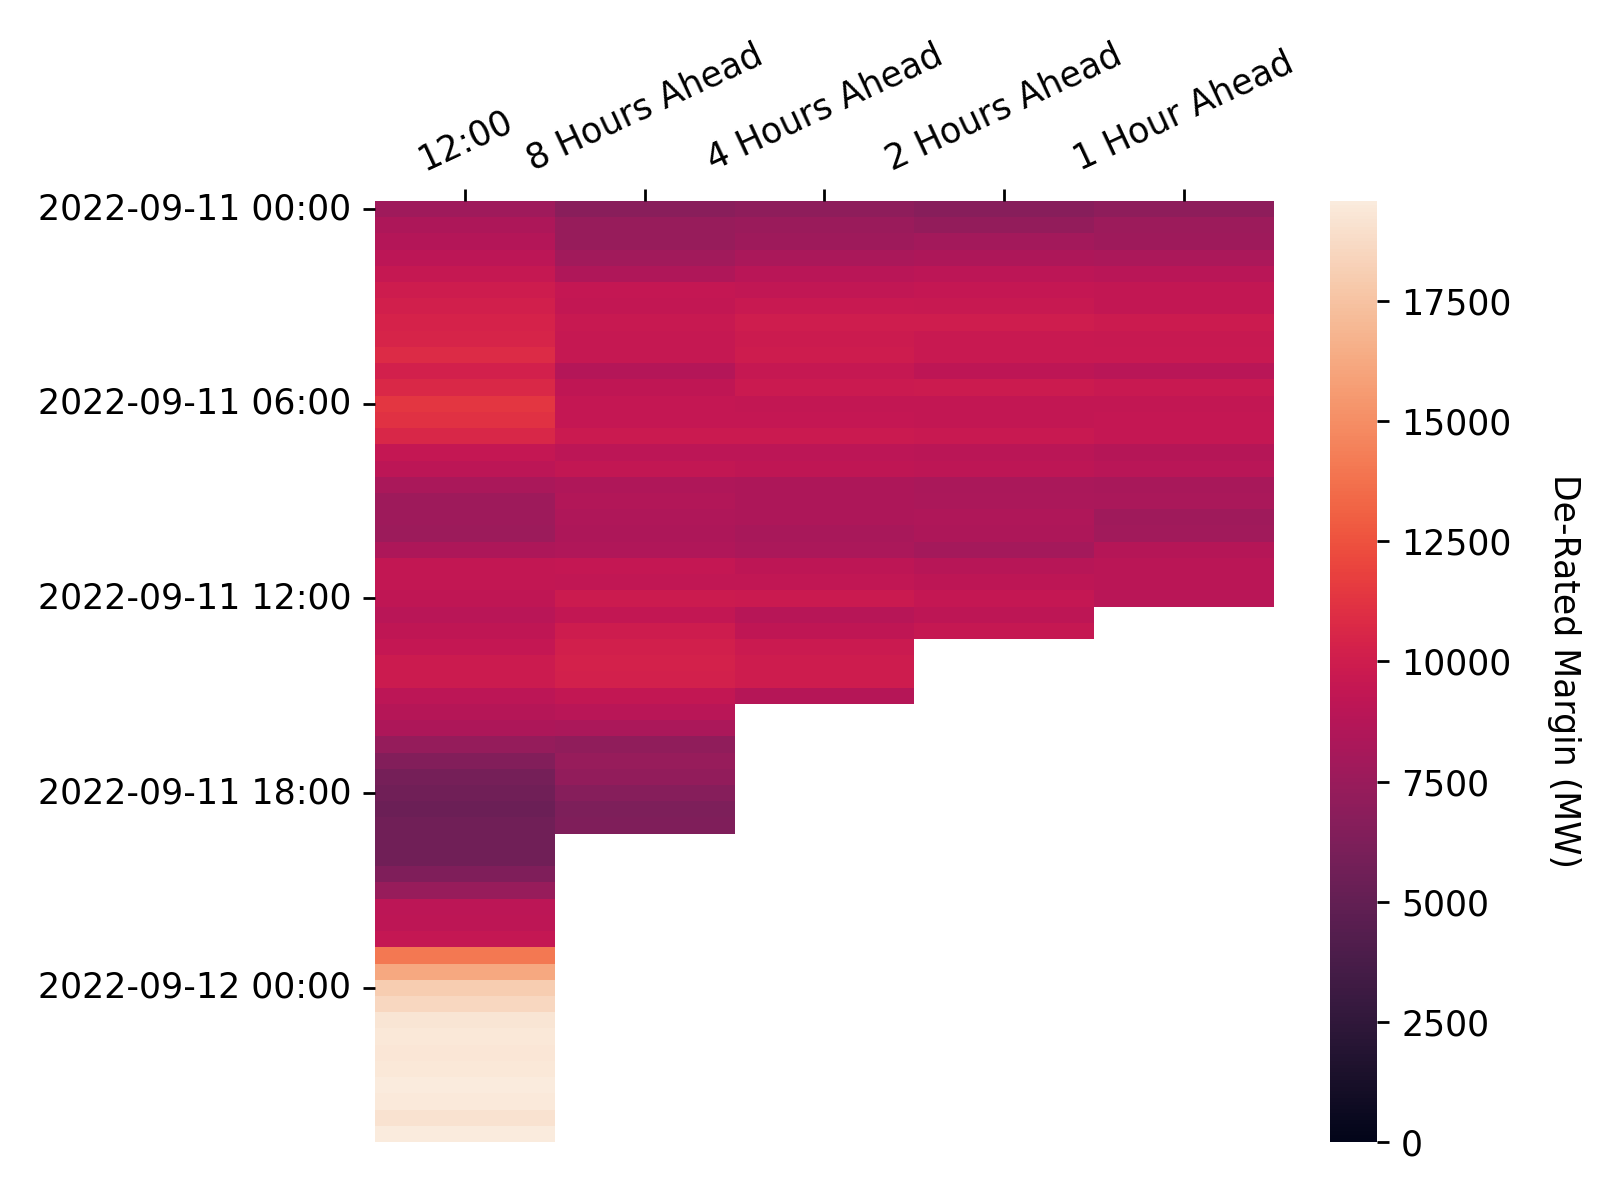 12:00
8 Hours Ahead
4 Hours Ahead
2 Hours Ahead
1 Hour Ahead
2022-09-11 00:00
2022-09-11 06:00
2022-09-11 12:00
2022-09-11 18:00
2022-09-12 00:00
17500
15000
12500
10000
7500
5000
2500
0
De-Rated Margin (MW)